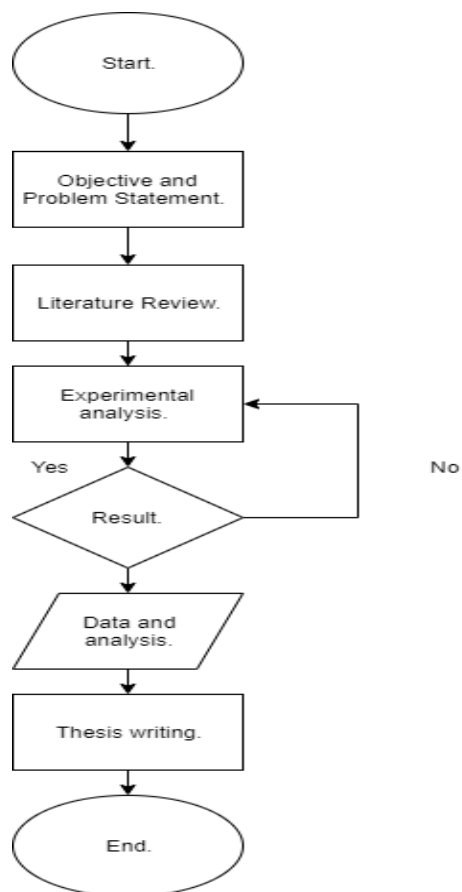 Start.
Objective and
Problem Statement.
Literature Review.
Experimental
analysis.
Yes
No
Result.
Data and
analysis.
Thesis writing.
End.